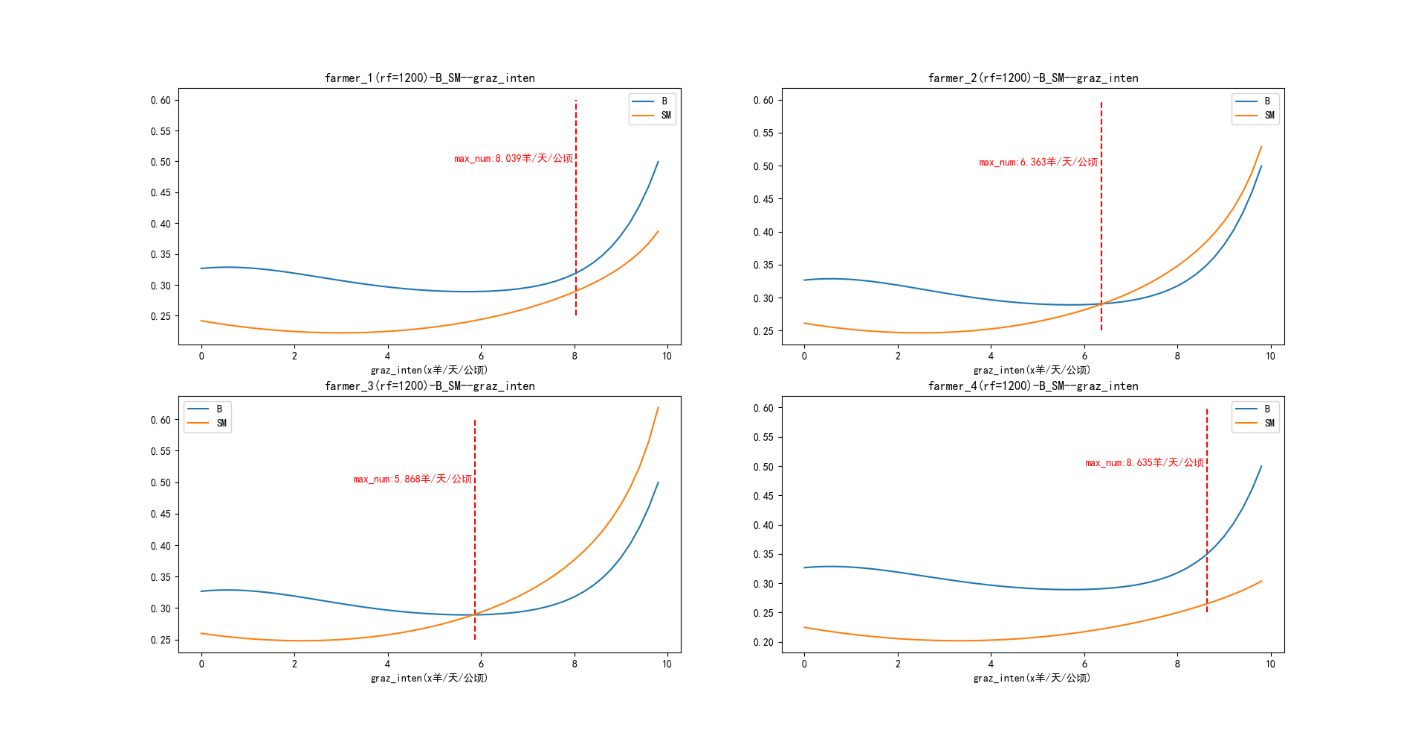 farmer_1(rf=1200)-B_SM--graz_inten
0.60
0.55
0.50
0.45
0.40
0.35
0.30
0.25
B
SM
max_num:8.039羊/天/公顷
0 2 4 6 8 10
graz_inten(x羊/天/公顷)
farmer_2(rf=1200)-B_SM--graz_inten
0.60
0.55
0.50
0.45
0.40
0.35
0.30
0.25
B
SM
max_num:6.363羊/天/公顷
0 2 4 6 8 10
graz_inten(x羊/天/公顷)
farmer_3(rf=1200)-B_SM--graz_inten
0.60
0.55
0.50
0.45
0.40
0.35
0.30
0.25
B
SM
max_num:5.868羊/天/公顷
0 2 4 6 8 10
graz_inten(x羊/天/公顷)
farmer_4(rf=1200)-B_SM--graz_inten
0.60
0.55
0.50
0.45
0.40
0.35
0.30
0.25
0.20
B
SM
max_num:8.635羊/天/公顷
0 2 4 6 8 10
graz_inten(x羊/天/公顷)